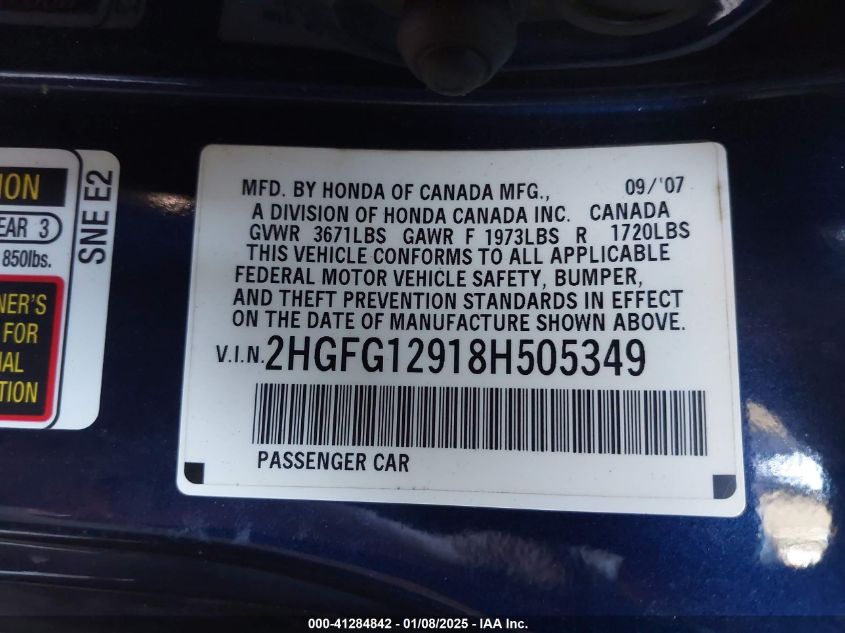 ION
EAR 3
850lbs.
SNE E2
NER'S
FOR
IAL
TION
MFD. BY HONDA OF CANADA MFG., 09/'07
A DIVISION OF HONDA CANADA INC. CANADA
GVWR 3671LBS GAWR F 1973LBS R 1720LBS
THIS VEHICLE CONFORMS TO ALL APPLICABLE
FEDERAL MOTOR VEHICLE SAFETY, BUMPER,
AND THEFT PREVENTION STANDARDS IN EFFECT
ON THE DATE OF MANUFACTURE SHOWN ABOVE.
V.I.N. 2HGFG12918H505349
PASSENGER CAR
000-41284842 | 01/08/2025 - © IAA Inc.